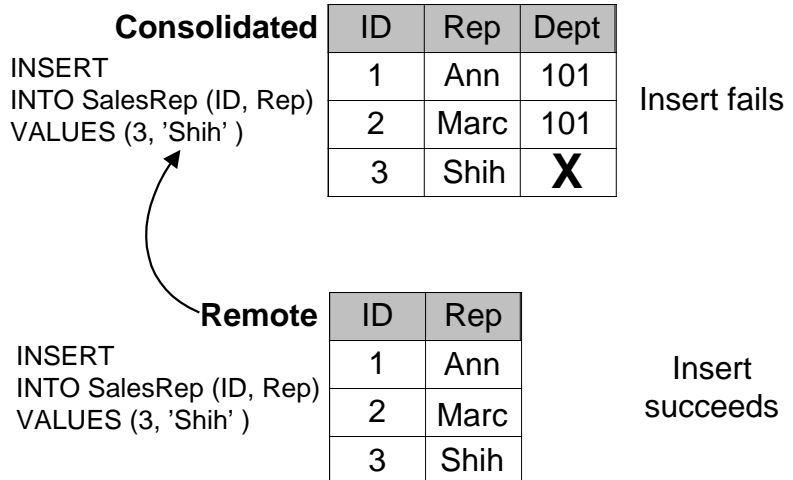 Consolidated
ID Rep Dept
INSERT
INTO SalesRep (ID, Rep)
VALUES (3, ’Shih’ )
1 Ann 101
2 Marc 101
3 Shih X
Insert fails
Remote
ID Rep
INSERT
INTO SalesRep (ID, Rep)
VALUES (3, ’Shih’ )
1 Ann
2 Marc
3 Shih
Insert
succeeds